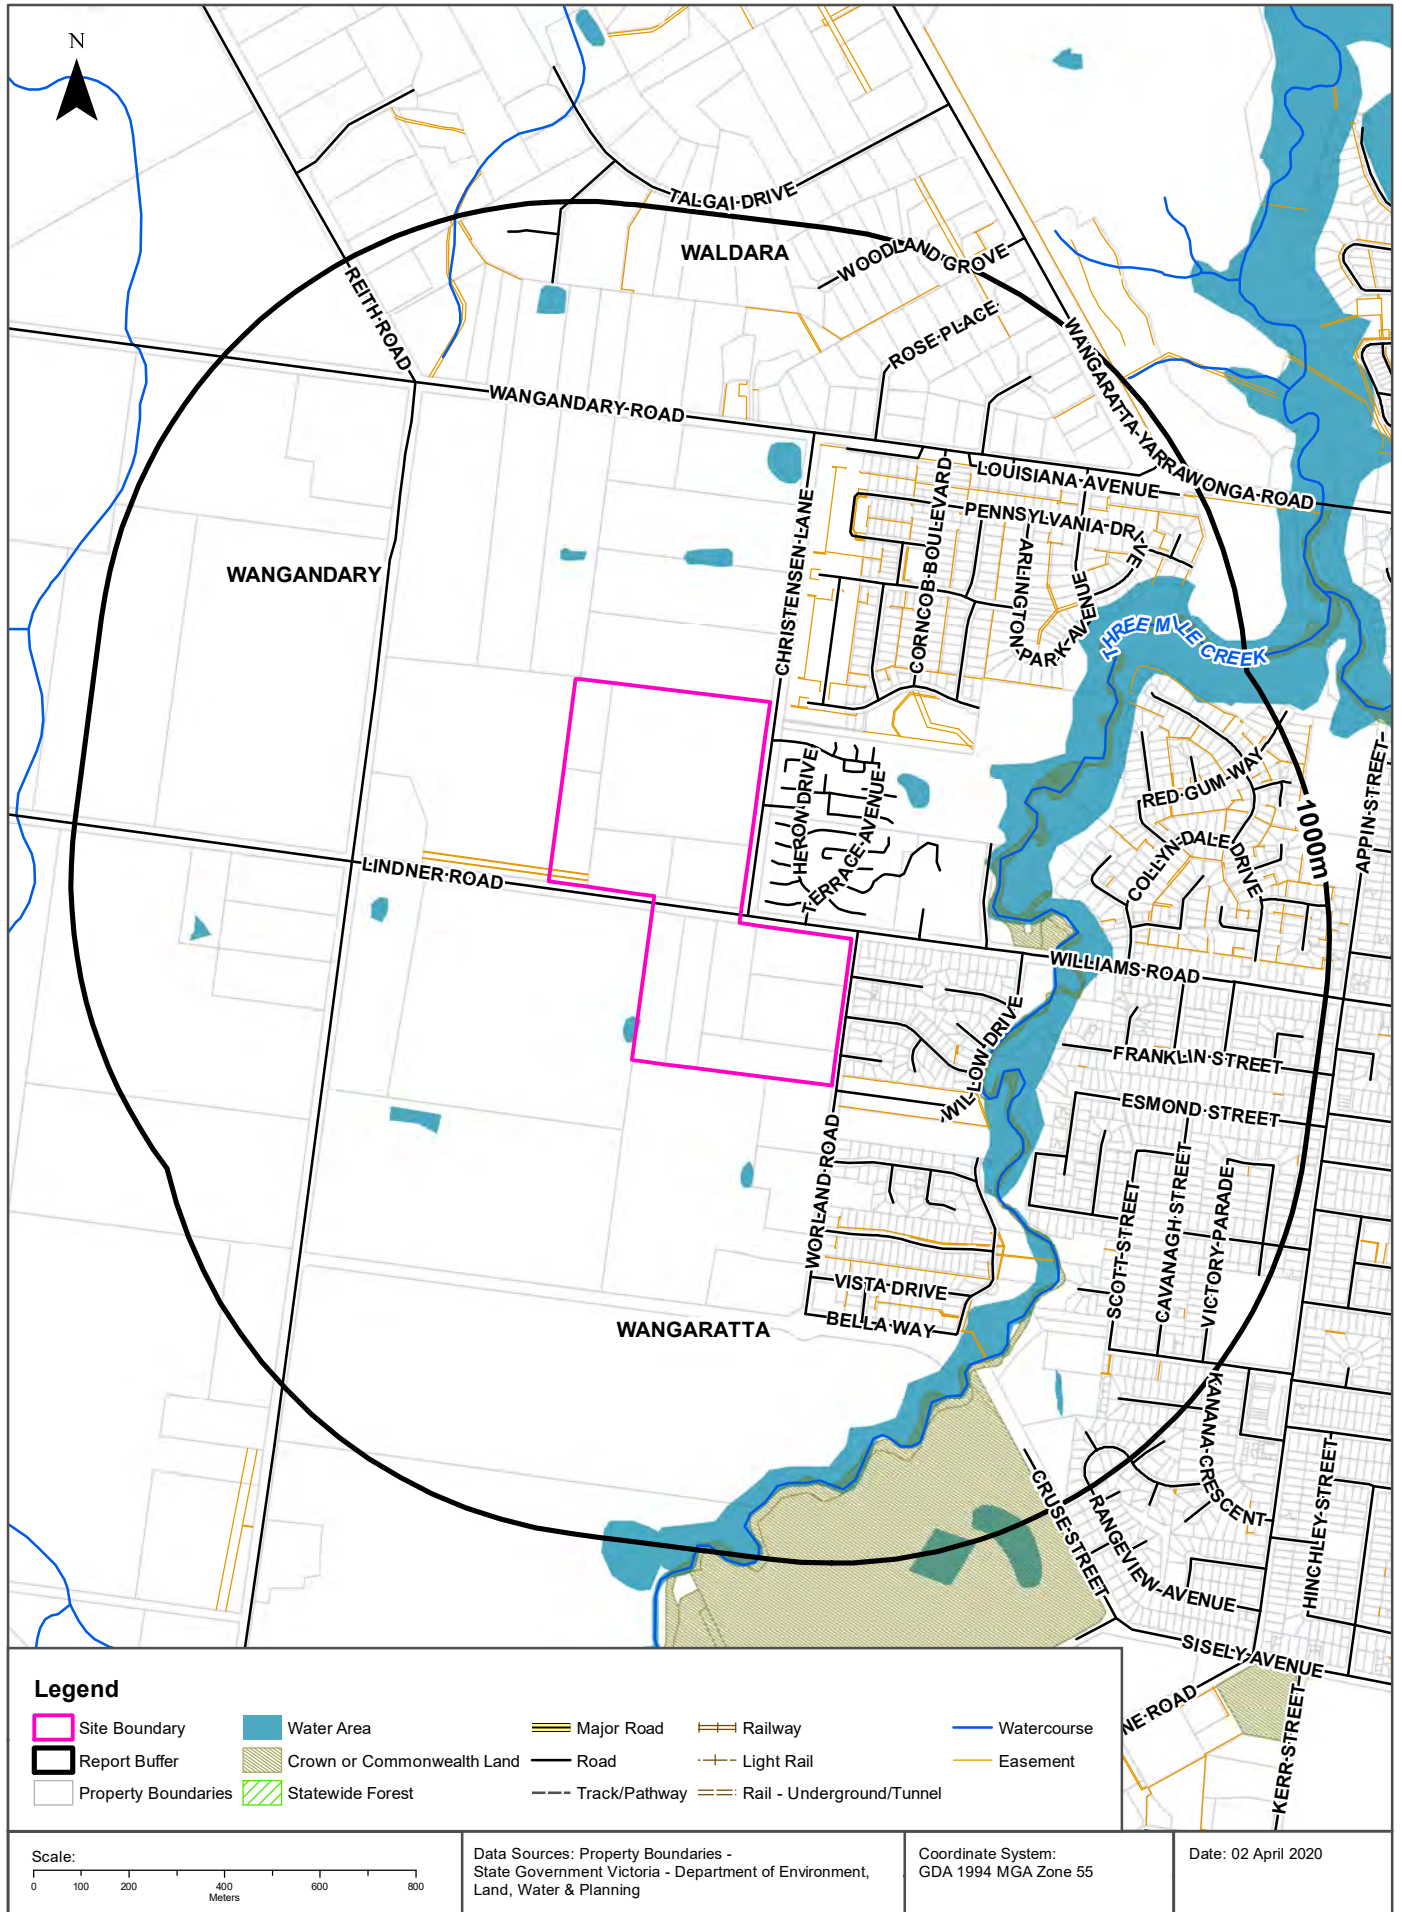 N
TALGAI DRIVE
WALDARA
WOODLAND GROVE
REITH ROAD
ROSE PLACE
WANGARATTA-YARRAWONGA ROAD
WANGANDARY ROAD
LOUISIANA AVENUE
PENNSYLVANIA DRIVE
CHRISTENSEN LANE
CORNCOB BOULEVARD
ARLINGTON
PARK AVENUE
WANGANDARY
THREE MILE CREEK
RED GUM WAY
COLLYN DALE DRIVE
1000m
APPIN STREET
HERON DRIVE
TERRACE AVENUE
LINDNER ROAD
WILLIAMS ROAD
WILLOW DRIVE
FRANKLIN STREET
ESMOND STREET
WORLAND ROAD
SCOTT STREET
CAVANAGH STREET
VICTORY PARADE
VISTA DRIVE
BELLA WAY
WANGARATTA
KANANA CRESCENT
CRUSE STREET
RANGEVIEW AVENUE
HINCHLEY STREET
SISELY AVENUE
NE ROAD
KERR STREET
Legend
Site Boundary
Report Buffer
Property Boundaries
Water Area
Crown or Commonwealth Land
Statewide Forest
Major Road
Road
Track/Pathway
Railway
Light Rail
Rail - Underground/Tunnel
Watercourse
Easement
Scale:
0 100 200 400 600 800
Meters
Data Sources: Property Boundaries -
State Government Victoria - Department of Environment,
Land, Water & Planning
Coordinate System:
GDA 1994 MGA Zone 55
Date: 02 April 2020